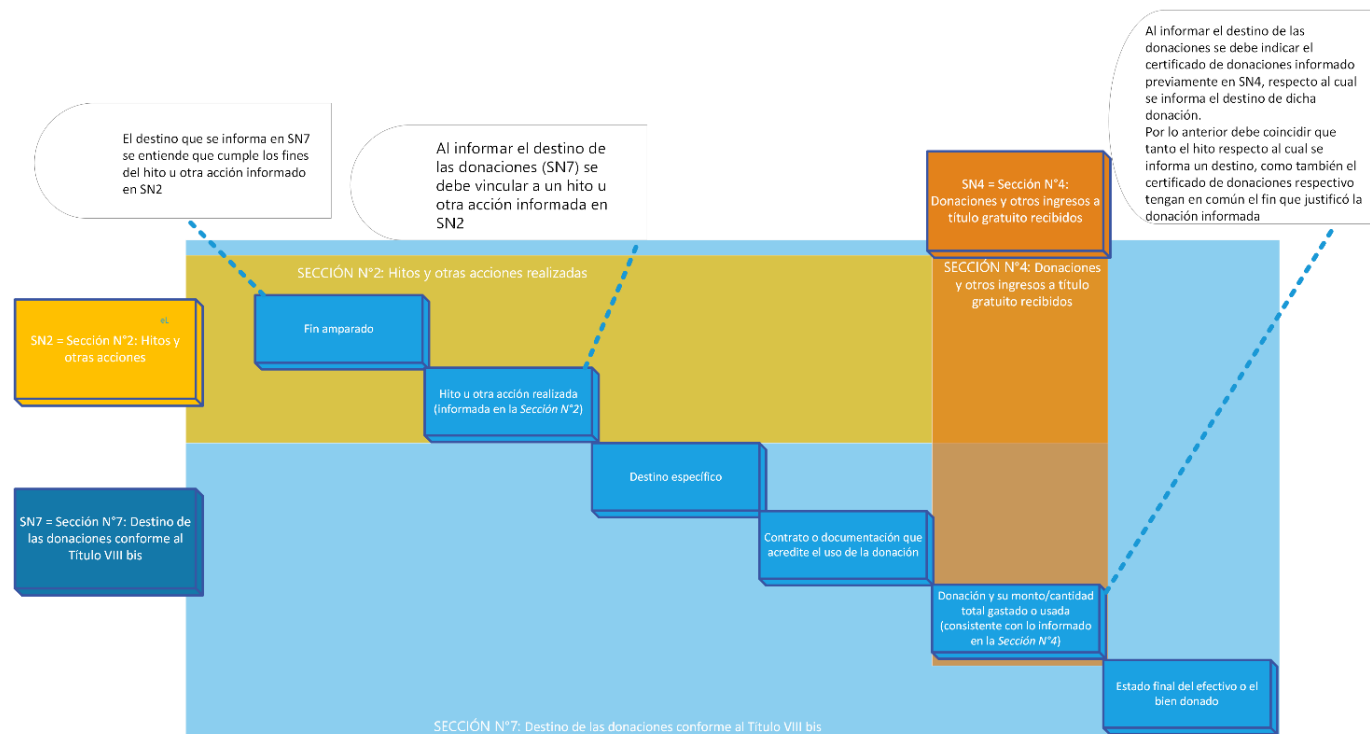 Al informar el destino de las
donaciones se debe indicar el
certificado de donaciones informado
previamente en SN4, respecto al cual
se informa el destino de dicha
donación.
Por lo anterior debe coincidir que
tanto el hito respecto al cual se
informa un destino, como también el
certificado de donaciones respectivo
tengan en común el fin que justificó la
donación informada
El destino que se informa en SN7
se entiende que cumple los fines
del hito u otra acción informado
en SN2
Al informar el destino de
las donaciones (SN7) se
debe vincular a un hito u
otra acción informada en
SN2
SN4 = Sección N°4:
Donaciones y otros ingresos a
título gratuito recibidos
SECCIÓN N°2: Hitos y otras acciones realizadas
SECCIÓN N°4: Donaciones
y otros ingresos a título
gratuito recibidos
eL
SN2 = Sección N°2: Hitos y
otras acciones
Fin amparado
Hito u otra acción realizada
(informada en la Sección N°2)
Destino específico
SN7 = Sección N°7: Destino de
las donaciones conforme al
Título VIII bis
Contrato o documentación que
acredite el uso de la donación
Donación y su monto/cantidad
total gastado o usada
(consistente con lo informado
en la Sección N°4)
Estado final del efectivo o el
bien donado
SECCIÓN N°7: Destino de las donaciones conforme al Título VIII bis